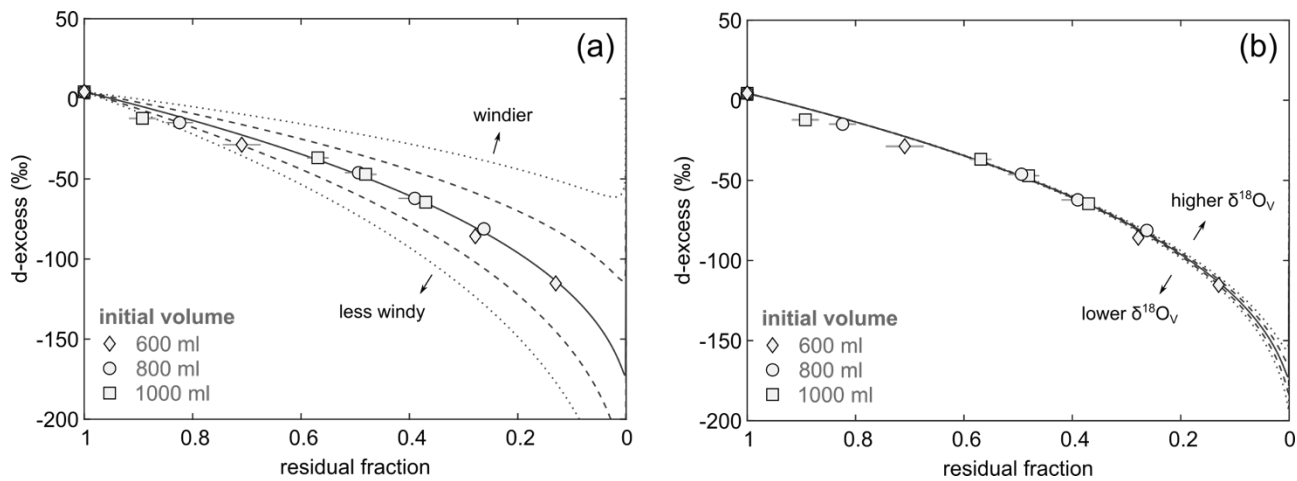 (a)
50
0
-50
-100
-150
-200
d-excess (‰)
windier
less windy
initial volume
600 ml
800 ml
1000 ml
1 0.8 0.6 0.4 0.2 0
residual fraction
(b)
50
0
-50
-100
-150
-200
d-excess (‰)
higher δ¹⁸Oᵥ
lower δ¹⁸Oᵥ
initial volume
600 ml
800 ml
1000 ml
1 0.8 0.6 0.4 0.2 0
residual fraction